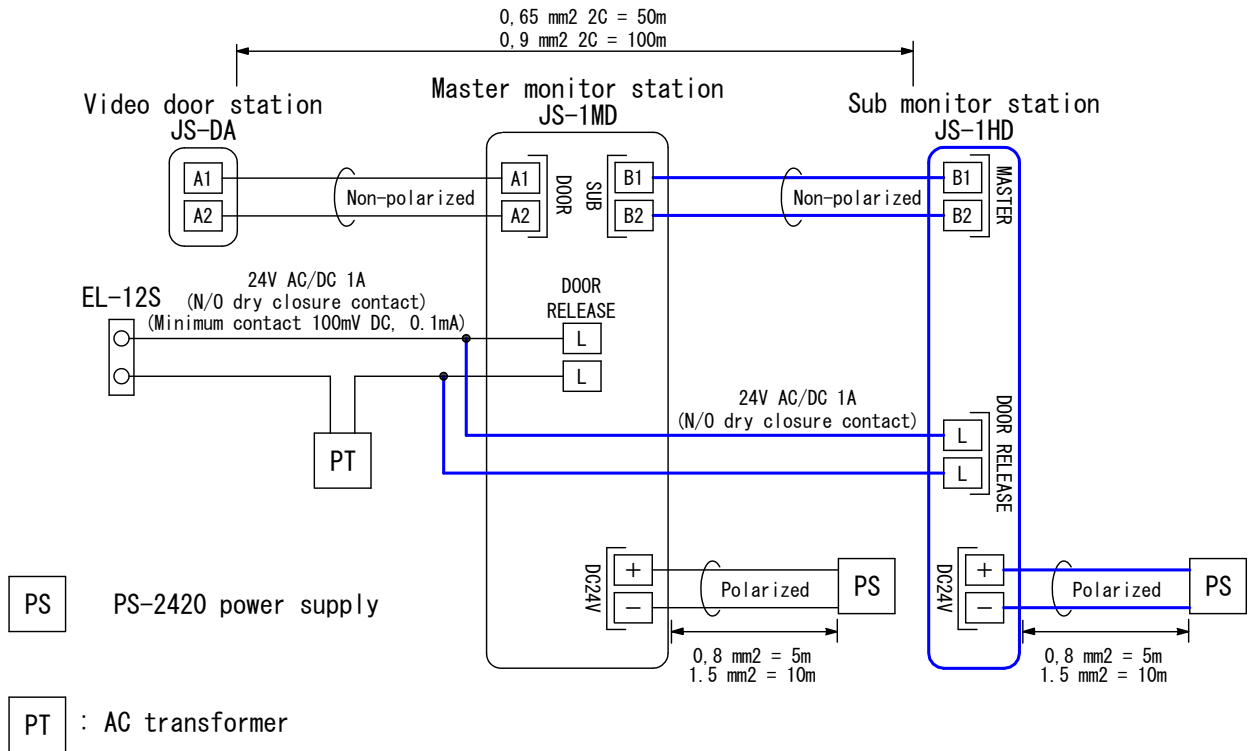 0,65 mm2 2C = 50m
0,9 mm2 2C = 100m
Video door station
JS-DA
Master monitor station
JS-1MD
Sub monitor station
JS-1HD
A1
A2
Non-polarized
A1
A2
DOOR
SUB
B1
B2
Non-polarized
B1
B2
MASTER
EL-12S
24V AC/DC 1A
(N/O dry closure contact)
(Minimum contact 100mV DC, 0.1mA)
DOOR
RELEASE
L
L
PT
24V AC/DC 1A
(N/O dry closure contact)
L
L
DOOR RELEASE
DC24V
+
−
Polarized
PS
0,8 mm2 = 5m
1.5 mm2 = 10m
DC24V
+
−
Polarized
PS
0,8 mm2 = 5m
1.5 mm2 = 10m
PS PS-2420 power supply
PT : AC transformer